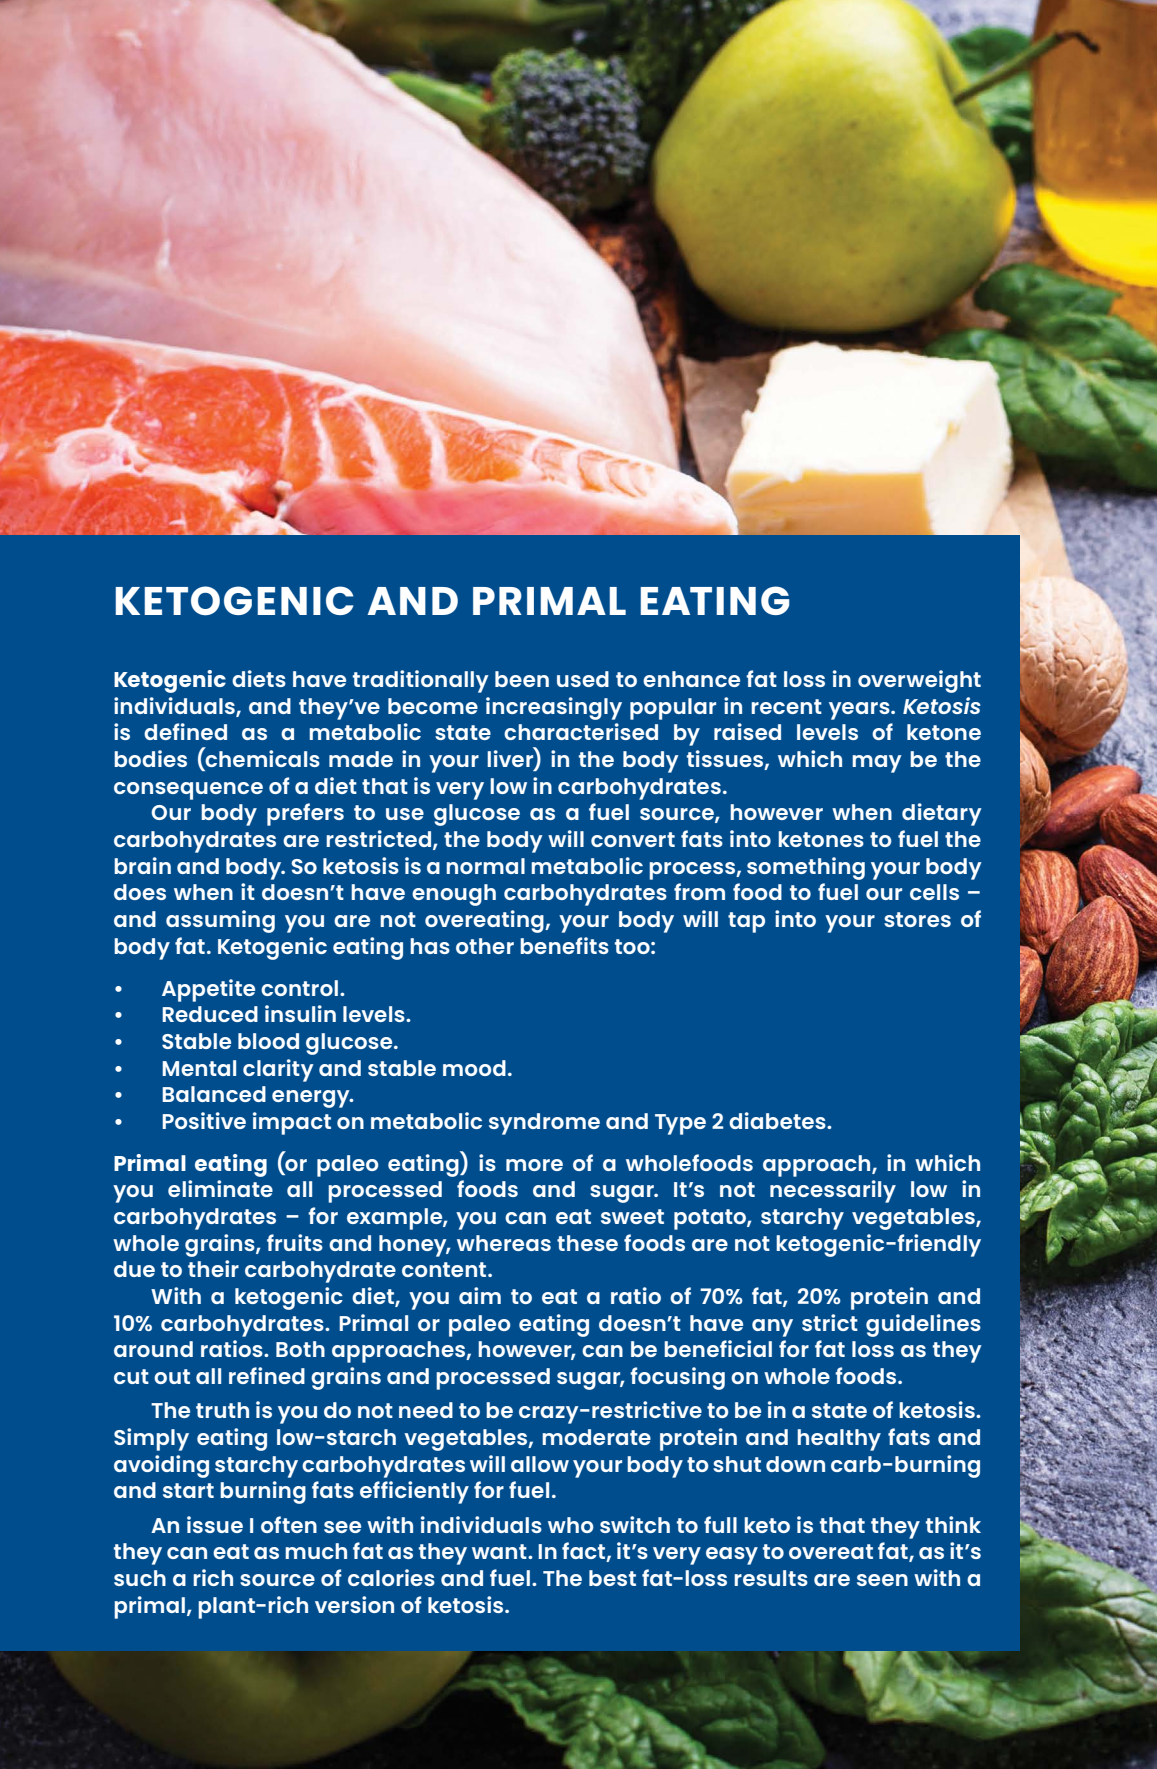 KETOGENIC AND PRIMAL EATING
Ketogenic diets have traditionally been used to enhance fat loss in overweight
individuals, and they’ve become increasingly popular in recent years. Ketosis
is defined as a metabolic state characterised by raised levels of ketone
bodies (chemicals made in your liver) in the body tissues, which may be the
consequence of a diet that is very low in carbohydrates.
Our body prefers to use glucose as a fuel source, however when dietary
carbohydrates are restricted, the body will convert fats into ketones to fuel the
brain and body. So ketosis is a normal metabolic process, something your body
does when it doesn’t have enough carbohydrates from food to fuel our cells –
and assuming you are not overeating, your body will tap into your stores of
body fat. Ketogenic eating has other benefits too:
• Appetite control.
• Reduced insulin levels.
• Stable blood glucose.
• Mental clarity and stable mood.
• Balanced energy.
• Positive impact on metabolic syndrome and Type 2 diabetes.
Primal eating (or paleo eating) is more of a wholefoods approach, in which
you eliminate all processed foods and sugar. It’s not necessarily low in
carbohydrates – for example, you can eat sweet potato, starchy vegetables,
whole grains, fruits and honey, whereas these foods are not ketogenic-friendly
due to their carbohydrate content.
With a ketogenic diet, you aim to eat a ratio of 70% fat, 20% protein and
10% carbohydrates. Primal or paleo eating doesn’t have any strict guidelines
around ratios. Both approaches, however, can be beneficial for fat loss as they
cut out all refined grains and processed sugar, focusing on whole foods.
The truth is you do not need to be crazy-restrictive to be in a state of ketosis.
Simply eating low-starch vegetables, moderate protein and healthy fats and
avoiding starchy carbohydrates will allow your body to shut down carb-burning
and start burning fats efficiently for fuel.
An issue I often see with individuals who switch to full keto is that they think
they can eat as much fat as they want. In fact, it’s very easy to overeat fat, as it’s
such a rich source of calories and fuel. The best fat-loss results are seen with a
primal, plant-rich version of ketosis.